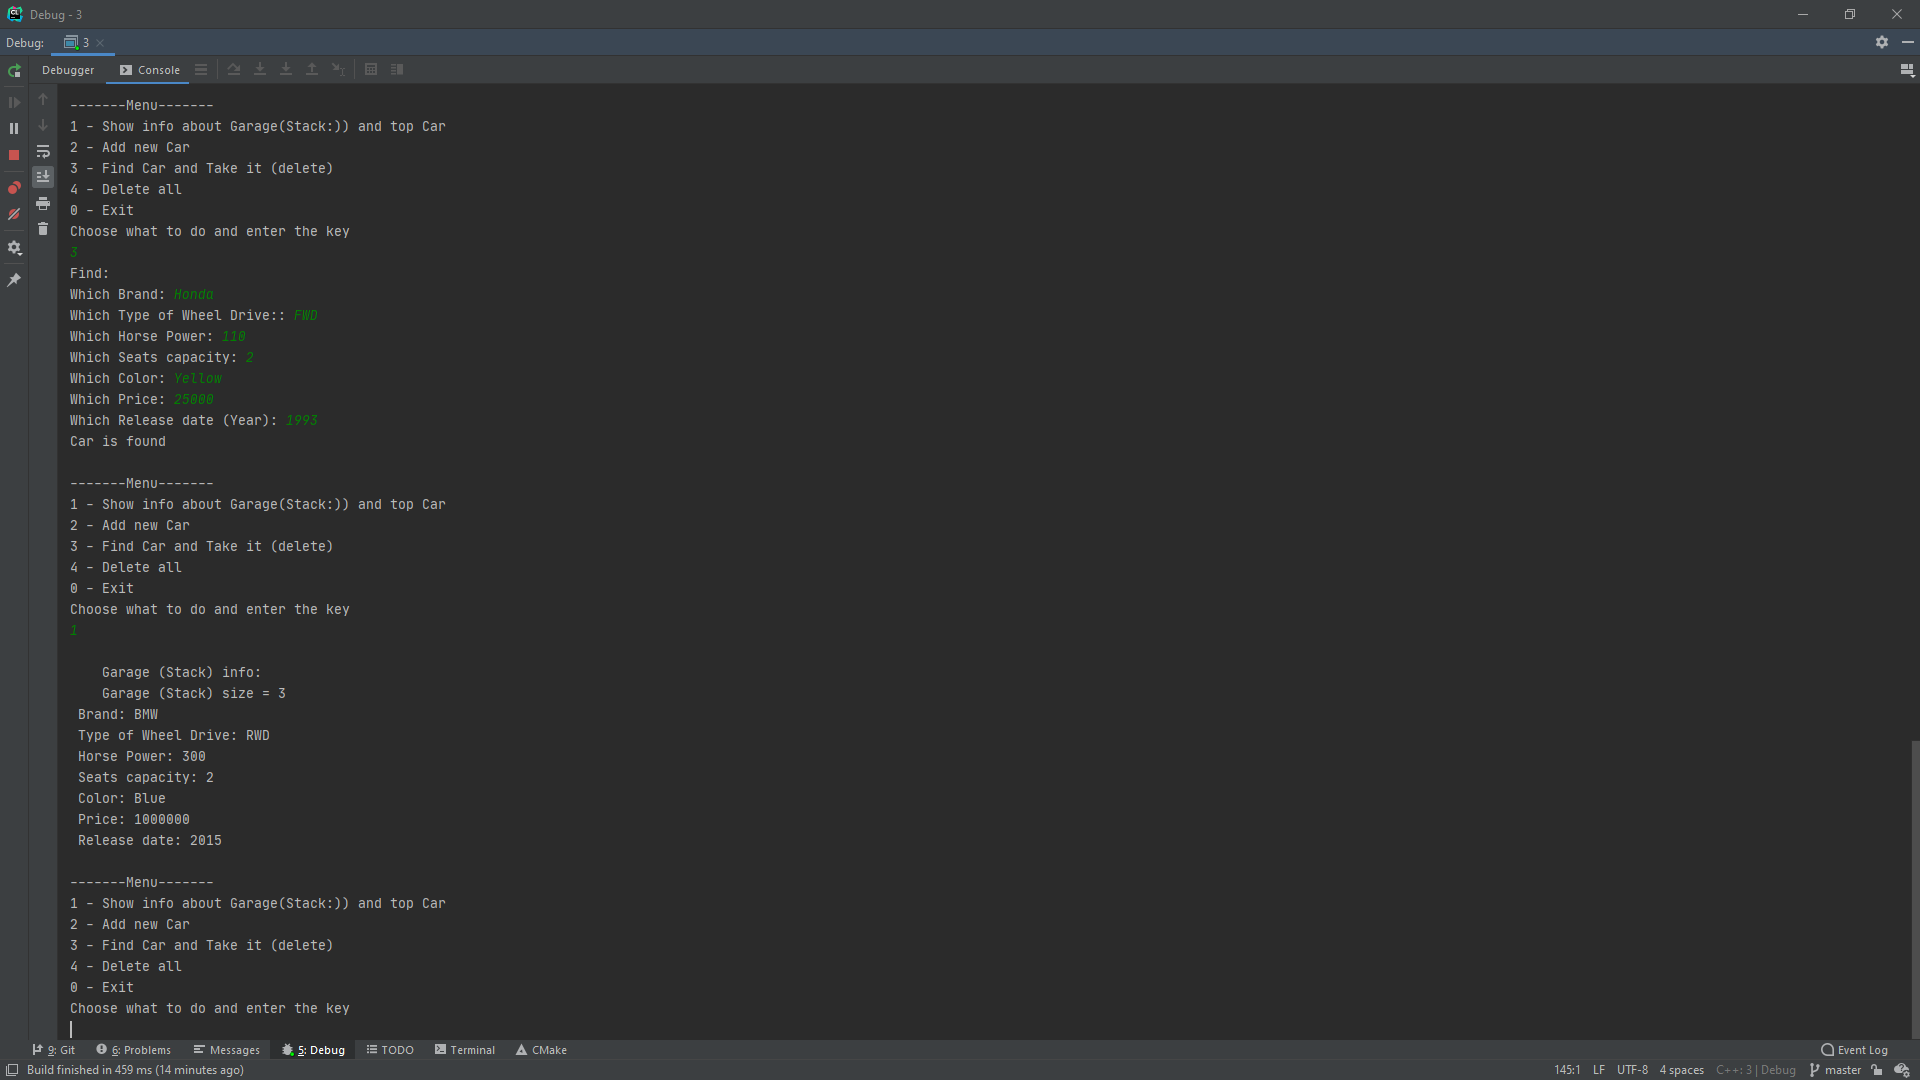 Debug - 3
Debug: 3
Debugger Console
-------Menu-------
1 - Show info about Garage(Stack:)) and top Car
2 - Add new Car
3 - Find Car and Take it (delete)
4 - Delete all
0 - Exit
Choose what to do and enter the key
3
Find:
Which Brand: Honda
Which Type of Wheel Drive:: FWD
Which Horse Power: 110
Which Seats capacity: 2
Which Color: Yellow
Which Price: 25000
Which Release date (Year): 1993
Car is found
-------Menu-------
1 - Show info about Garage(Stack:)) and top Car
2 - Add new Car
3 - Find Car and Take it (delete)
4 - Delete all
0 - Exit
Choose what to do and enter the key
1
Garage (Stack) info:
Garage (Stack) size = 3
Brand: BMW
Type of Wheel Drive: RWD
Horse Power: 300
Seats capacity: 2
Color: Blue
Price: 1000000
Release date: 2015
-------Menu-------
1 - Show info about Garage(Stack:)) and top Car
2 - Add new Car
3 - Find Car and Take it (delete)
4 - Delete all
0 - Exit
Choose what to do and enter the key
9: Git 6: Problems Messages 5: Debug TODO Terminal CMake Event Log
Build finished in 459 ms (14 minutes ago) 145:1 LF UTF-8 4 spaces C++: 3 | Debug master